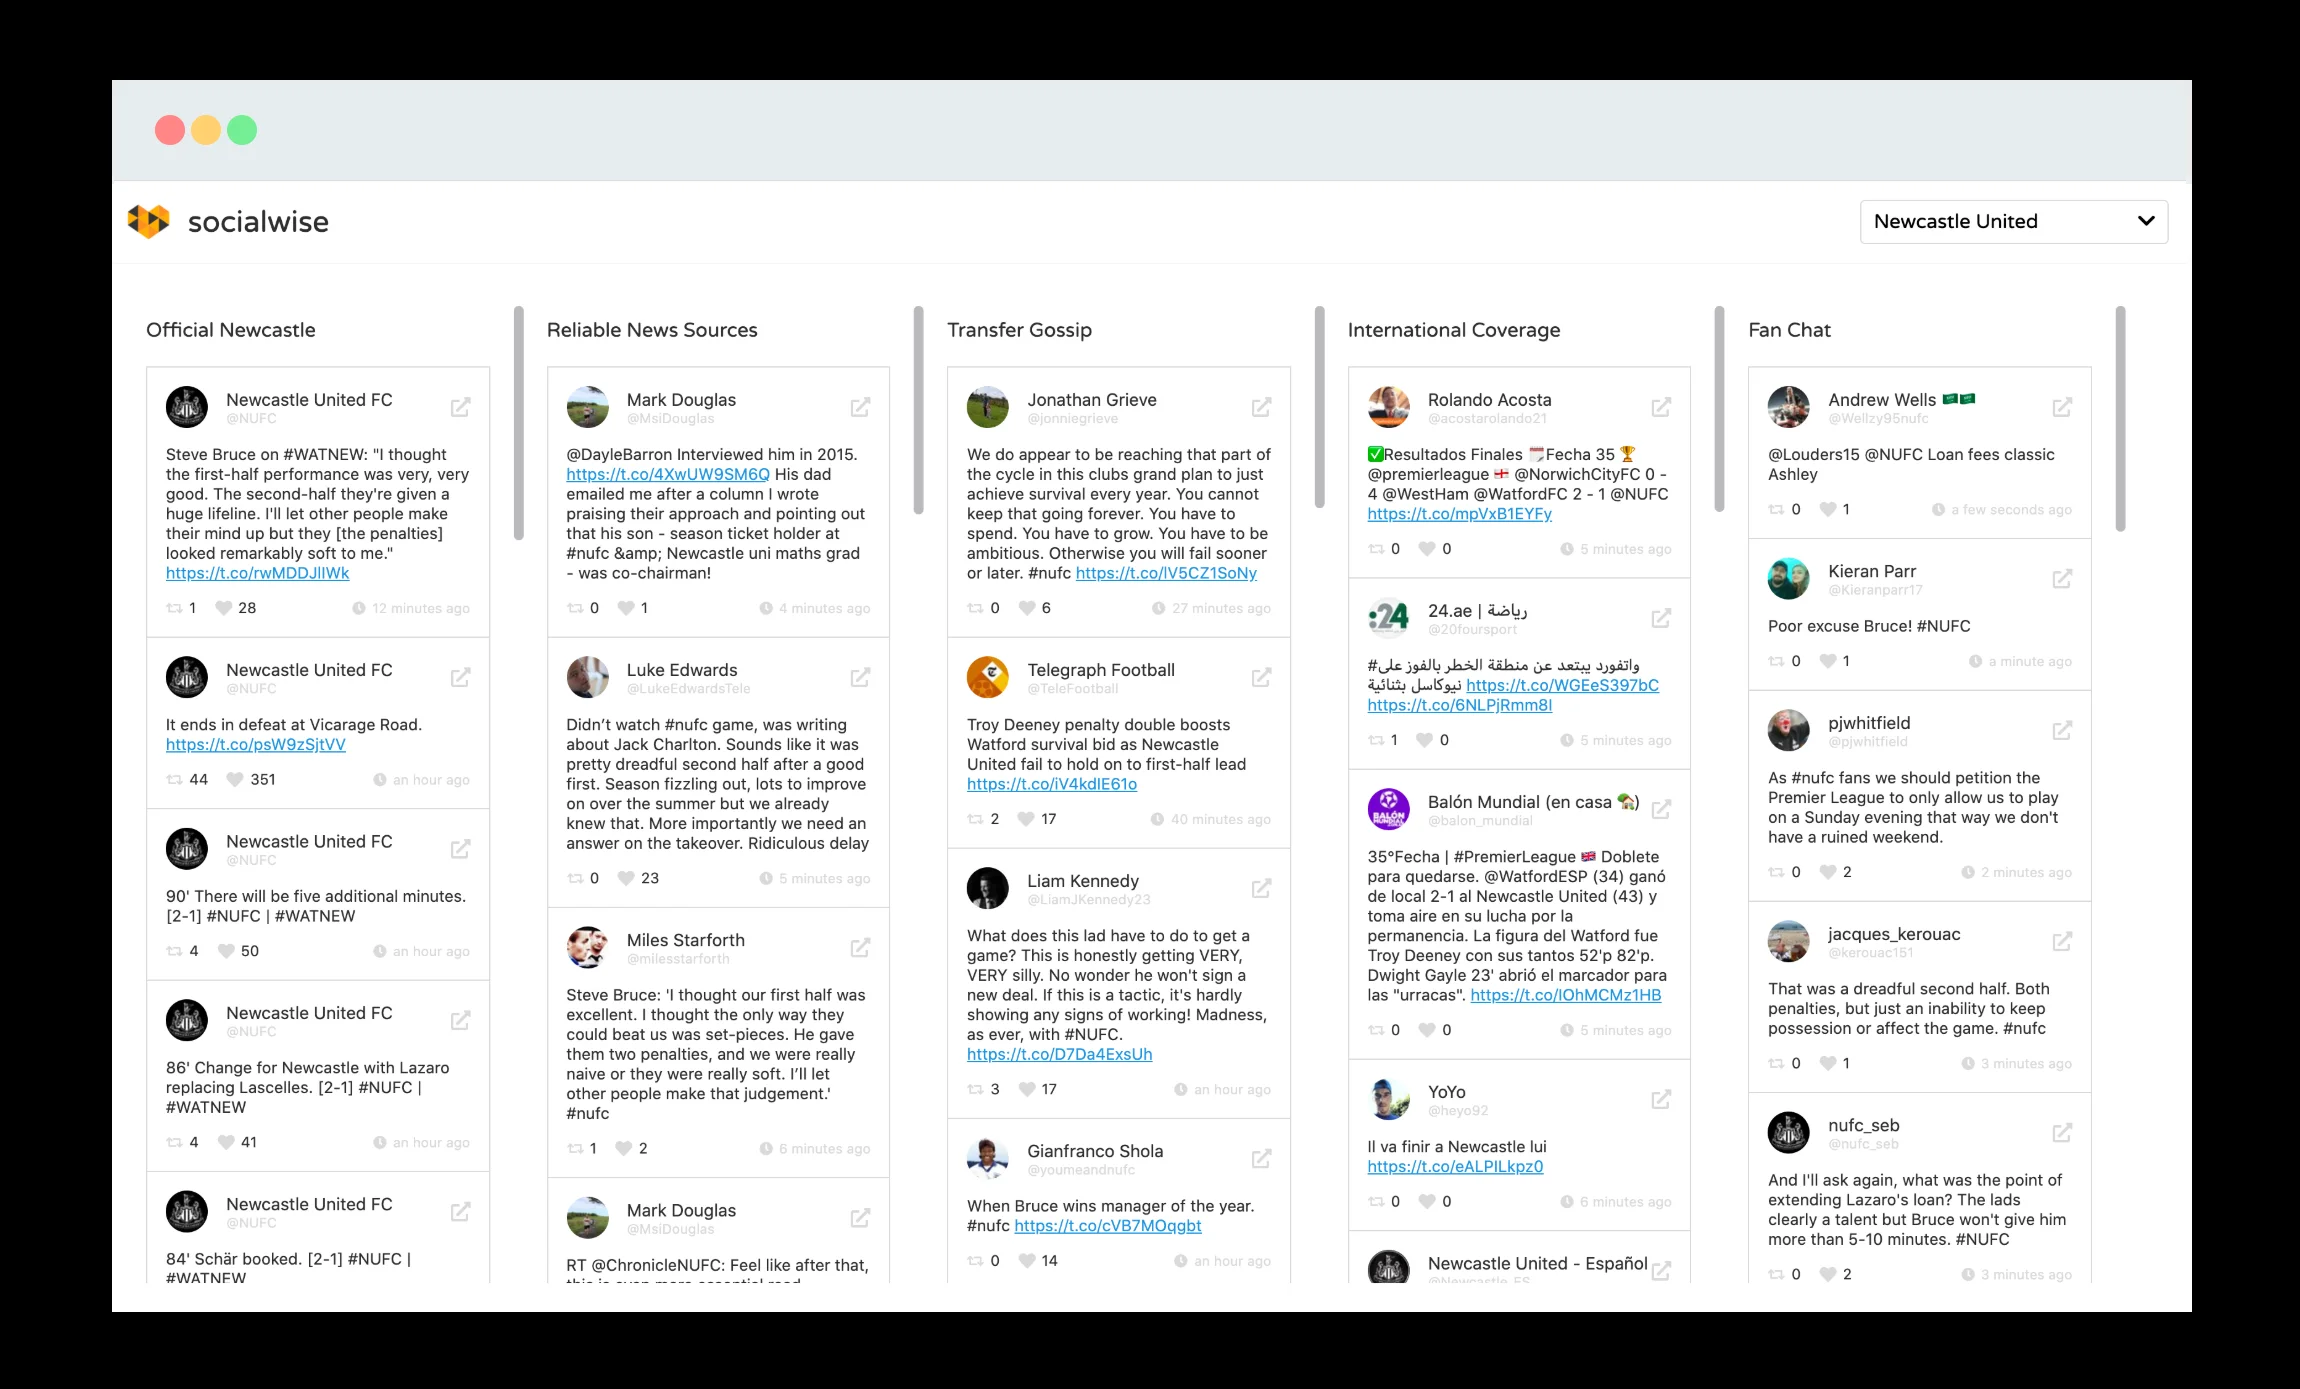 socialwise
Newcastle United
Official Newcastle
Newcastle United FC
@NUFC
Steve Bruce on #WATNEW: "I thought
the first-half performance was very, very
good. The second-half they're given a
huge lifeline. I'll let other people make
their mind up but they [the penalties]
looked remarkably soft to me."
https://t.co/rwMDDJIIWk
1 28 12 minutes ago
Newcastle United FC
@NUFC
It ends in defeat at Vicarage Road.
https://t.co/psW9zSjtVV
44 351 an hour ago
Newcastle United FC
@NUFC
90' There will be five additional minutes.
[2-1] #NUFC | #WATNEW
4 50 an hour ago
Newcastle United FC
@NUFC
86' Change for Newcastle with Lazaro
replacing Lascelles. [2-1] #NUFC |
#WATNEW
4 41 an hour ago
Newcastle United FC
@NUFC
84' Schär booked. [2-1] #NUFC |
#WATNEW
Reliable News Sources
Mark Douglas
@MsiDouglas
@DayleBarron Interviewed him in 2015.
https://t.co/4XwUW9SM6Q His dad
emailed me after a column I wrote
praising their approach and pointing out
that his son - season ticket holder at
#nufc &amp; Newcastle uni maths grad
- was co-chairman!
0 1 4 minutes ago
Luke Edwards
@LukeEdwardsTele
Didn’t watch #nufc game, was writing
about Jack Charlton. Sounds like it was
pretty dreadful second half after a good
first. Season fizzling out, lots to improve
on over the summer but we already
knew that. More importantly we need an
answer on the takeover. Ridiculous delay
0 23 5 minutes ago
Miles Starforth
@milesstarforth
Steve Bruce: 'I thought our first half was
excellent. I thought the only way they
could beat us was set-pieces. He gave
them two penalties, and we were really
naive or they were really soft. I’ll let
other people make that judgement.'
#nufc
1 2 6 minutes ago
Mark Douglas
@MsiDouglas
RT @ChronicleNUFC: Feel like after that,
this is even more essential read
Transfer Gossip
Jonathan Grieve
@jonniegrieve
We do appear to be reaching that part of
the cycle in this clubs grand plan to just
achieve survival every year. You cannot
keep that going forever. You have to
spend. You have to grow. You have to be
ambitious. Otherwise you will fail sooner
or later. #nufc https://t.co/lV5CZ1SoNy
0 6 27 minutes ago
Telegraph Football
@TeleFootball
Troy Deeney penalty double boosts
Watford survival bid as Newcastle
United fail to hold on to first-half lead
https://t.co/iV4kdIE61o
2 17 40 minutes ago
Liam Kennedy
@LiamJKennedy23
What does this lad have to do to get a
game? This is honestly getting VERY,
VERY silly. No wonder he won't sign a
new deal. If this is a tactic, it's hardly
showing any signs of working! Madness,
as ever, with #NUFC.
https://t.co/D7Da4ExsUh
3 17 an hour ago
Gianfranco Shola
@youmeandnufc
When Bruce wins manager of the year.
#nufc https://t.co/cVB7MOqgbt
0 14 an hour ago
International Coverage
Rolando Acosta
@acostarolando21
✅Resultados Finales 🗓️Fecha 35 🏆
@premierleague 🏴󠁧󠁢󠁥󠁮󠁧󠁿 @NorwichCityFC 0 -
4 @WestHam @WatfordFC 2 - 1 @NUFC
https://t.co/mpVxB1EYFy
0 0 5 minutes ago
:24
24.ae | رياضة
@20foursport
#واتفورد يبتعد عن منطقة الخطر بالفوز على
نيوكاسل بثنائية https://t.co/WGEeS397bC
https://t.co/6NLPjRmm8I
1 0 5 minutes ago
BALÓN
MUNDIAL
Balón Mundial (en casa 🏡)
@balon_mundial
35°Fecha | #PremierLeague 🇬🇧 Doblete
para quedarse. @WatfordESP (34) ganó
de local 2-1 al Newcastle United (43) y
toma aire en su lucha por la
permanencia. La figura del Watford fue
Troy Deeney con sus tantos 52'p 82'p.
Dwight Gayle 23' abrió el marcador para
las "urracas". https://t.co/lOhMCMz1HB
0 0 5 minutes ago
YoYo
@heyo92
Il va finir a Newcastle lui
https://t.co/eALPILkpz0
0 0 6 minutes ago
Newcastle United - Español
@Newcastle_ES
Fan Chat
Andrew Wells 🇸🇦🇸🇦
@Wellzy95nufc
@Louders15 @NUFC Loan fees classic
Ashley
0 1 a few seconds ago
Kieran Parr
@Kieranparr17
Poor excuse Bruce! #NUFC
0 1 a minute ago
pjwhitfield
@pjwhitfield
As #nufc fans we should petition the
Premier League to only allow us to play
on a Sunday evening that way we don't
have a ruined weekend.
0 2 2 minutes ago
jacques_kerouac
@kerouac151
That was a dreadful second half. Both
penalties, but just an inability to keep
possession or affect the game. #nufc
0 1 3 minutes ago
nufc_seb
@nufc_seb
And I'll ask again, what was the point of
extending Lazaro's loan? The lads
clearly a talent but Bruce won't give him
more than 5-10 minutes. #NUFC
0 2 3 minutes ago